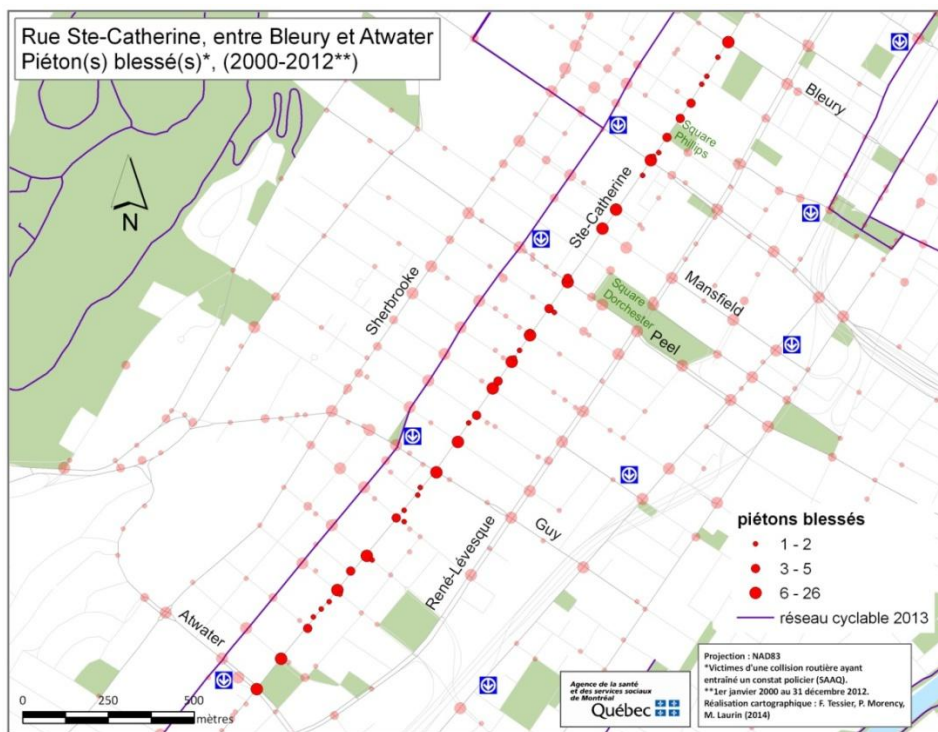 Rue Ste-Catherine, entre Bleury et Atwater
Piéton(s) blessé(s)*, (2000-2012**)
Bleury
Square
Phillips
Ste-Catherine
N
Sherbrooke
Mansfield
Square
Dorchester
Peel
Guy
René-Lévesque
Atwater
piétons blessés
1 - 2
3 - 5
6 - 26
réseau cyclable 2013
0 250 500
mètres
Agence de la santé
et des services sociaux
de Montréal
Québec
Projection : NAD83
*Victimes d'une collision routière ayant
entraîné un constat policier (SAAQ).
**1er janvier 2000 au 31 décembre 2012.
Réalisation cartographique : F. Tessier, P. Morency,
M. Laurin (2014)